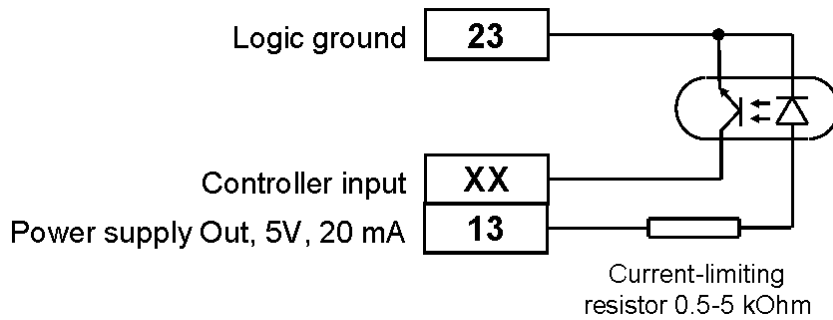 Logic ground 23
Controller input XX
Power supply Out, 5V, 20 mA 13
Current-limiting
resistor 0.5-5 kOhm